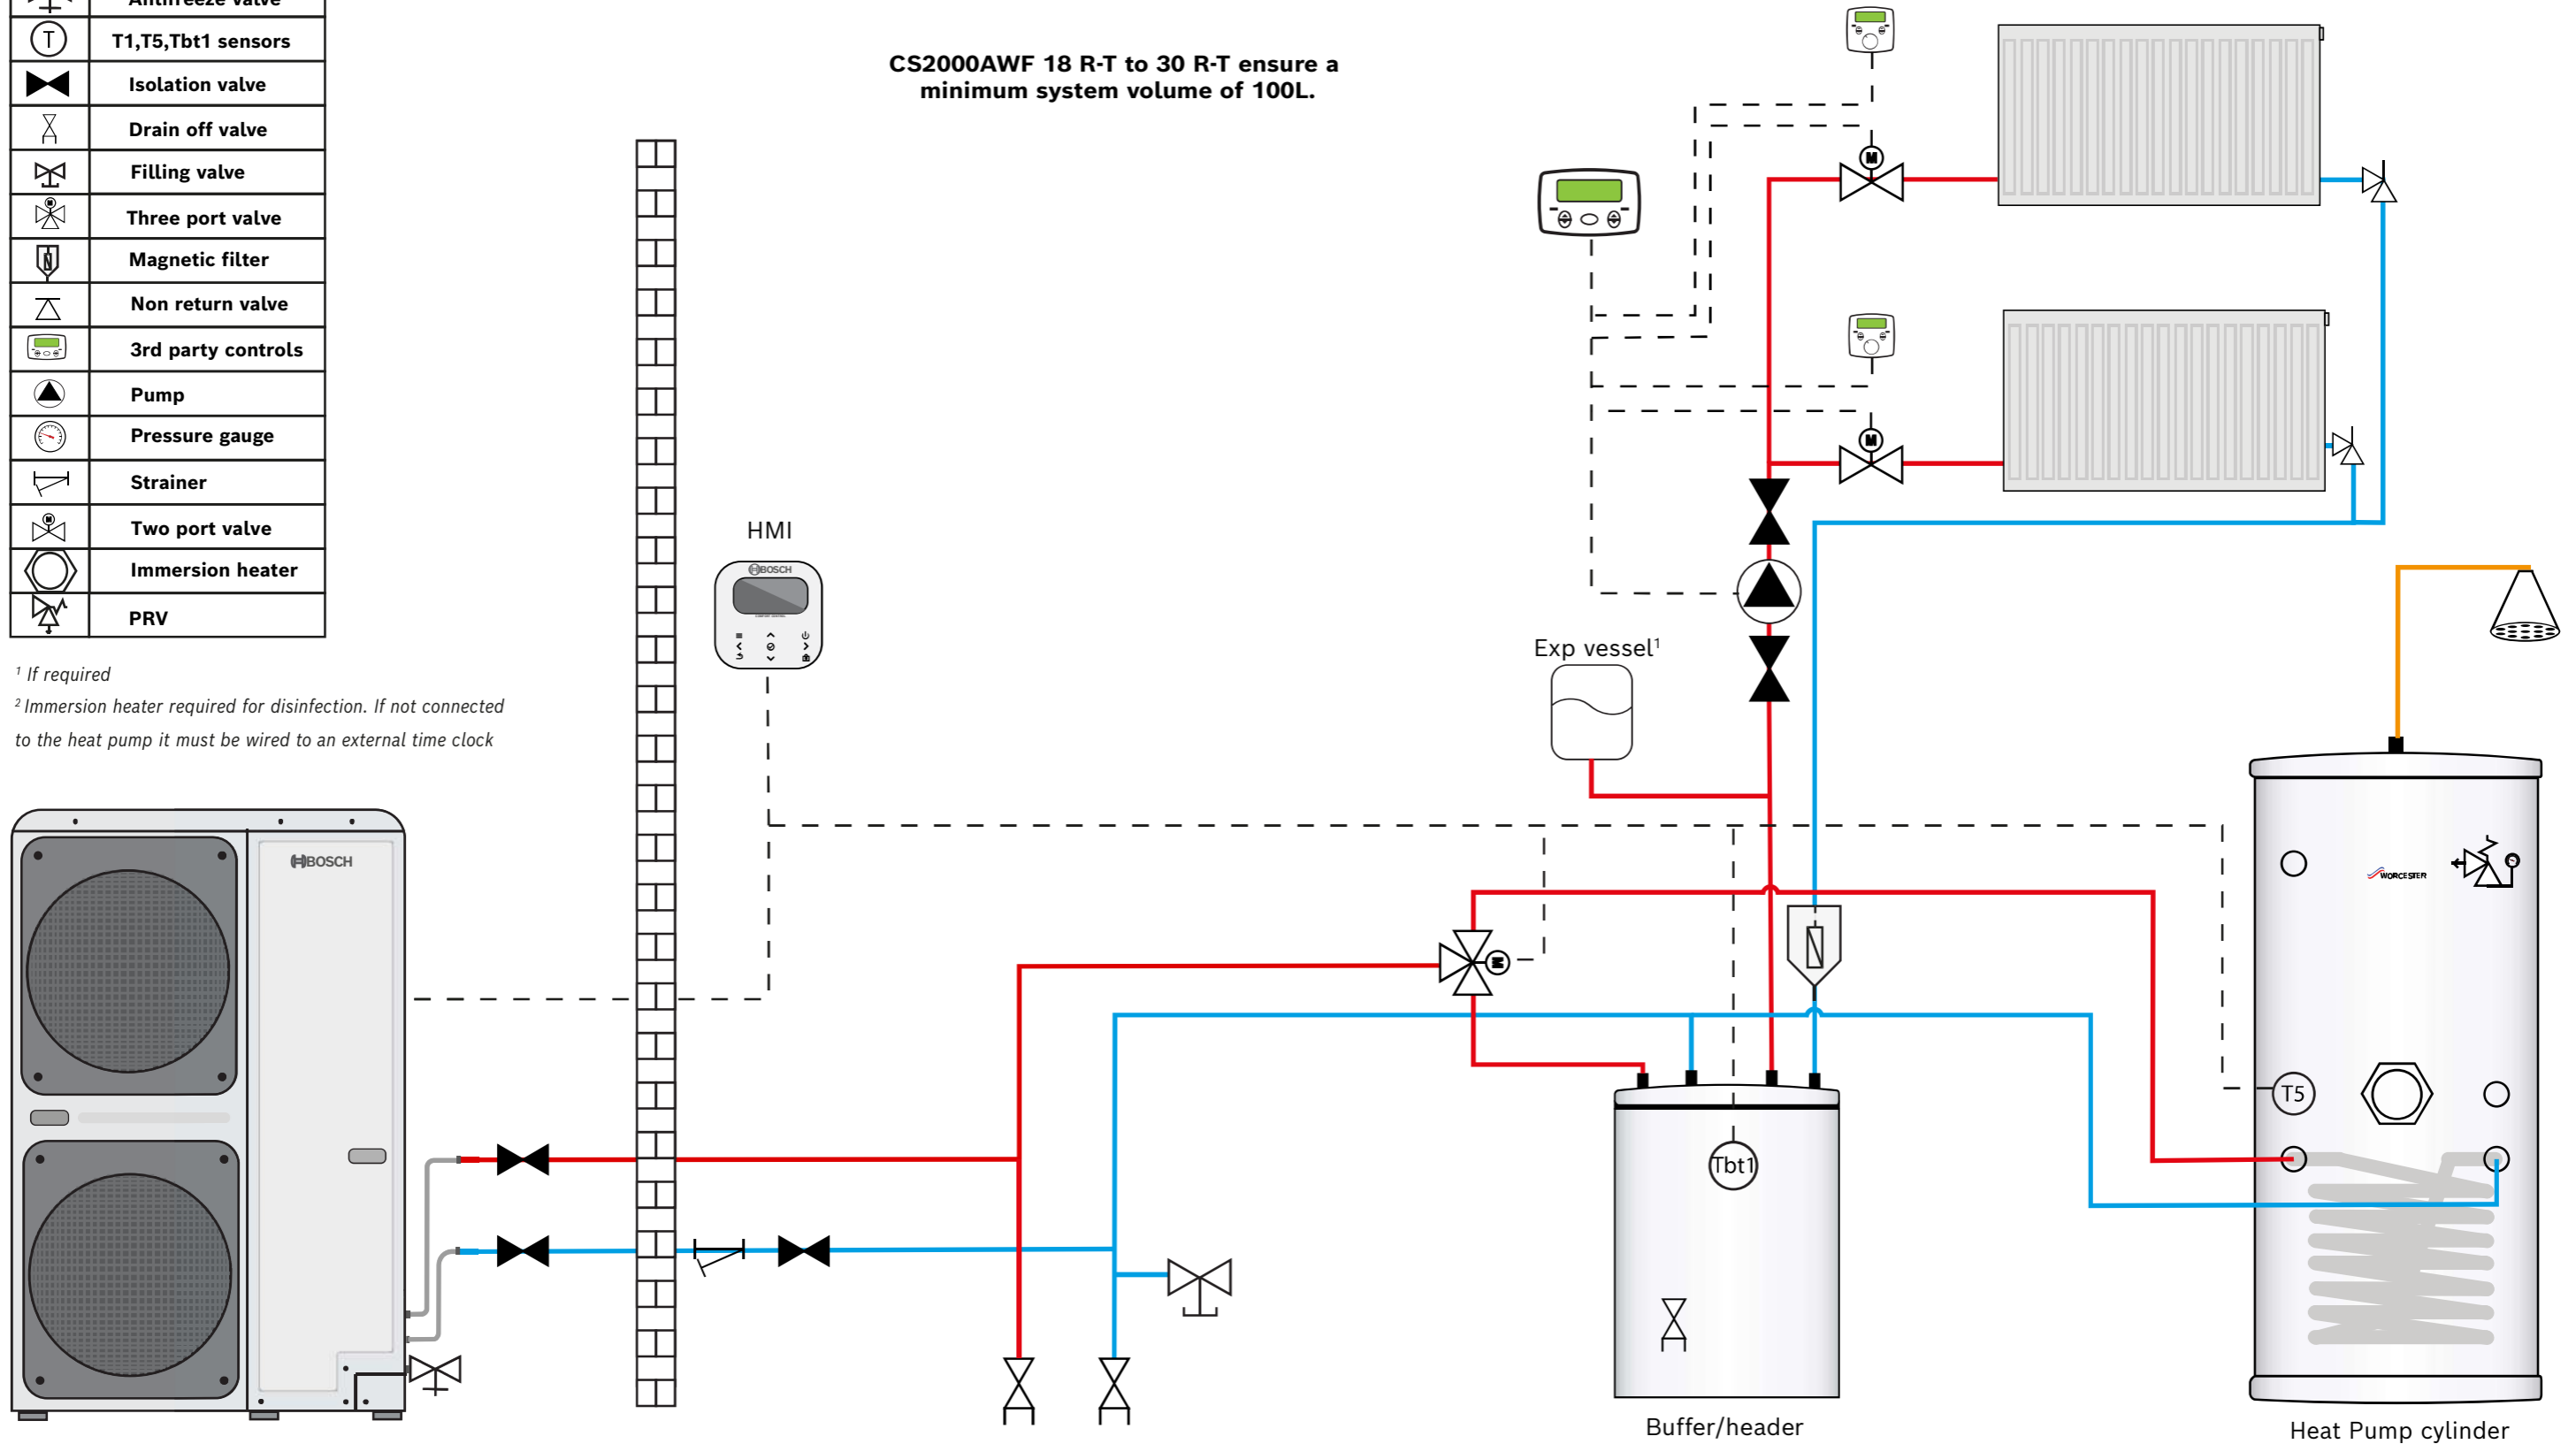 Antifreeze valve
T
T1,T5,Tbt1 sensors
Isolation valve
Drain off valve
Filling valve
M
Three port valve
Magnetic filter
Non return valve
3rd party controls
Pump
Pressure gauge
Strainer
M
Two port valve
Immersion heater
PRV
¹ If required
² Immersion heater required for disinfection. If not connected
to the heat pump it must be wired to an external time clock
CS2000AWF 18 R-T to 30 R-T ensure a
minimum system volume of 100L.
HMI
BOSCH
BOSCH
M
M
Exp vessel¹
M
Tbt1
Buffer/header
WORCESTER
T5
Heat Pump cylinder